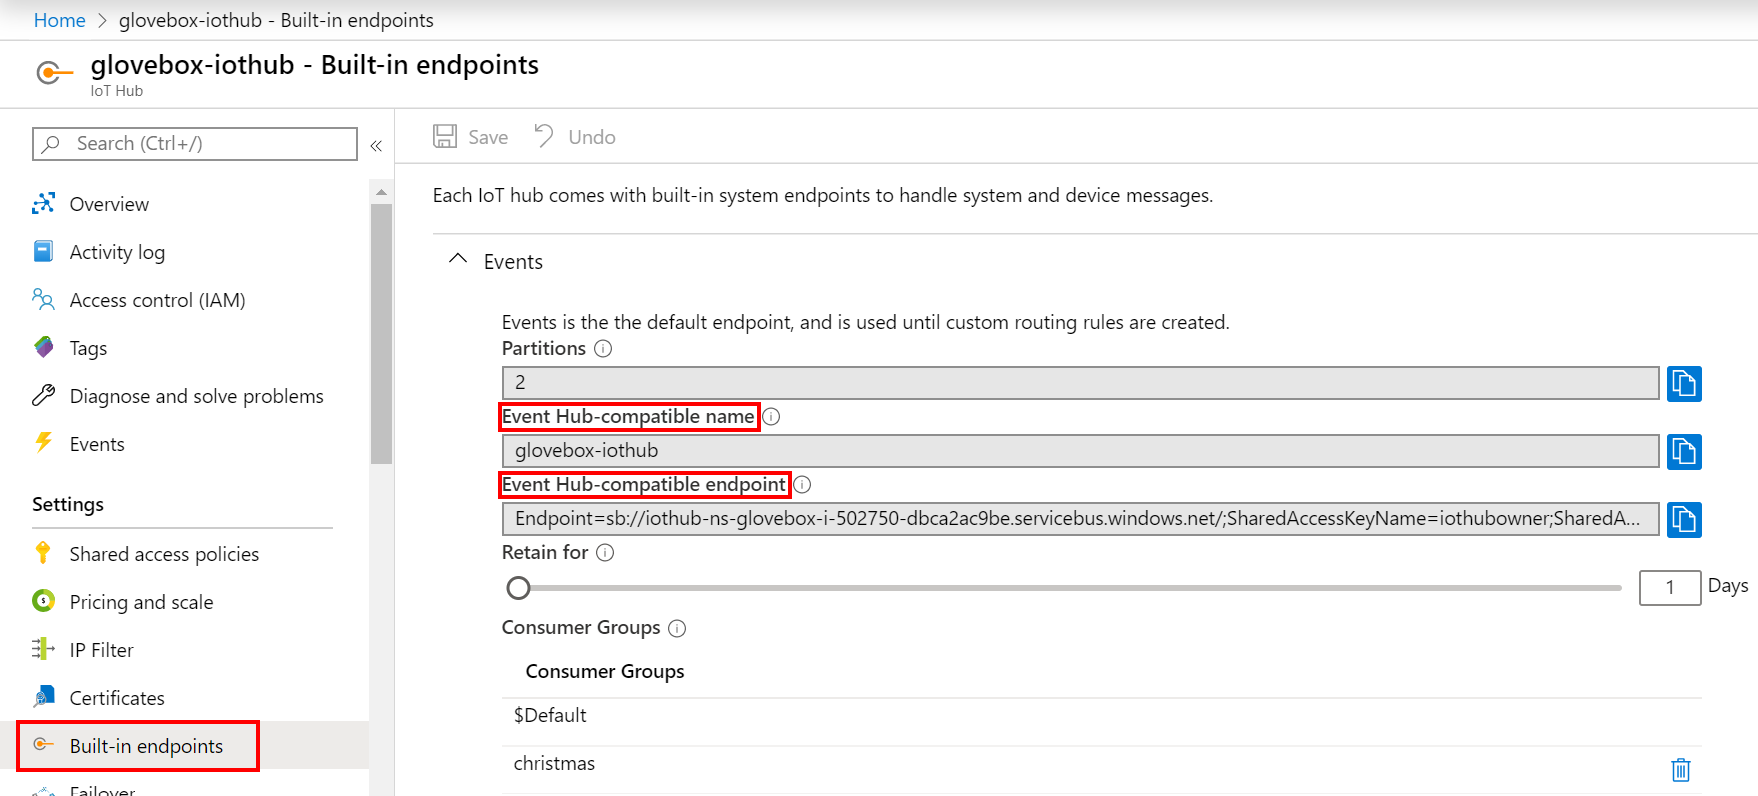 Home > glovebox-iothub - Built-in endpoints
glovebox-iothub - Built-in endpoints
IoT Hub
Search (Ctrl+/)
«
Overview
Activity log
Access control (IAM)
Tags
Diagnose and solve problems
Events
Settings
Shared access policies
Pricing and scale
IP Filter
Certificates
Built-in endpoints
Failover
Save Undo
Each IoT hub comes with built-in system endpoints to handle system and device messages.
Events
Events is the the default endpoint, and is used until custom routing rules are created.
Partitions
2
Event Hub-compatible name
glovebox-iothub
Event Hub-compatible endpoint
Endpoint=sb://iothub-ns-glovebox-i-502750-dbca2ac9be.servicebus.windows.net/;SharedAccessKeyName=iothubowner;SharedA...
Retain for
1 Days
Consumer Groups
Consumer Groups
$Default
christmas